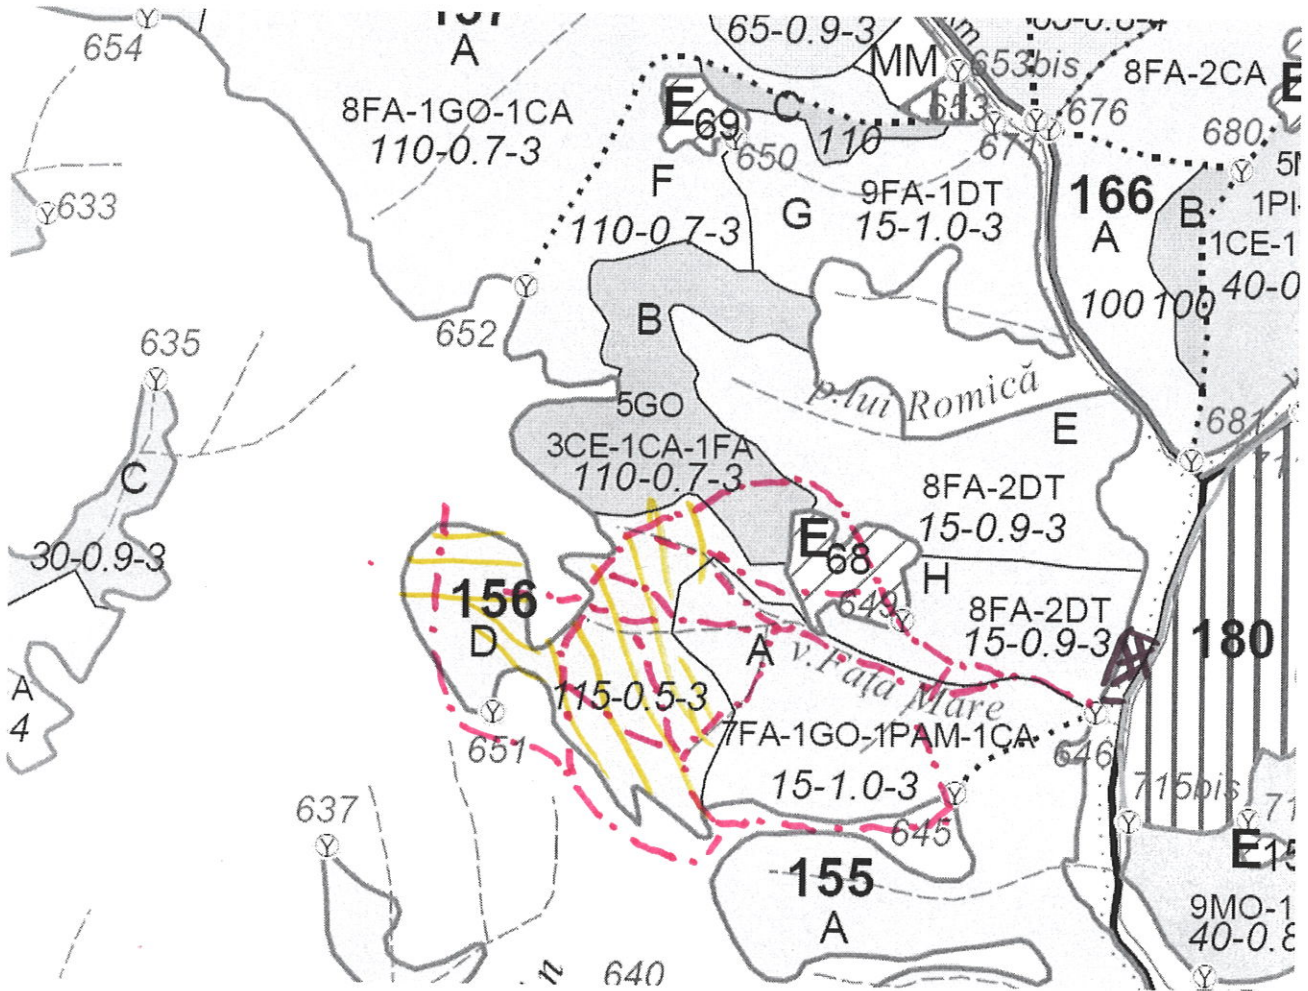 654
A
8FA-1GO-1CA
110-0.7-3
65-0.9-3
MM
653bis
653
8FA-2CA
676
680
671
E
69
C
110
650
633
F
110-0.7-3
G
9FA-1DT
15-1.0-3
166
A
B
1CE-1
100
100
40-0
652
B
635
p.lui Romică
5GO
3CE-1CA-1FA
110-0.7-3
E
681
C
30-0.9-3
8FA-2DT
15-0.9-3
E
68
649
H
8FA-2DT
15-0.9-3
180
156
D
A
v.Fața Mare
A
4
115-0.5-3
7FA-1GO-1PAM-1CA
15-1.0-3
651
646
715bis
637
645
155
A
E
15
9MO-1
40-0.8
n
640